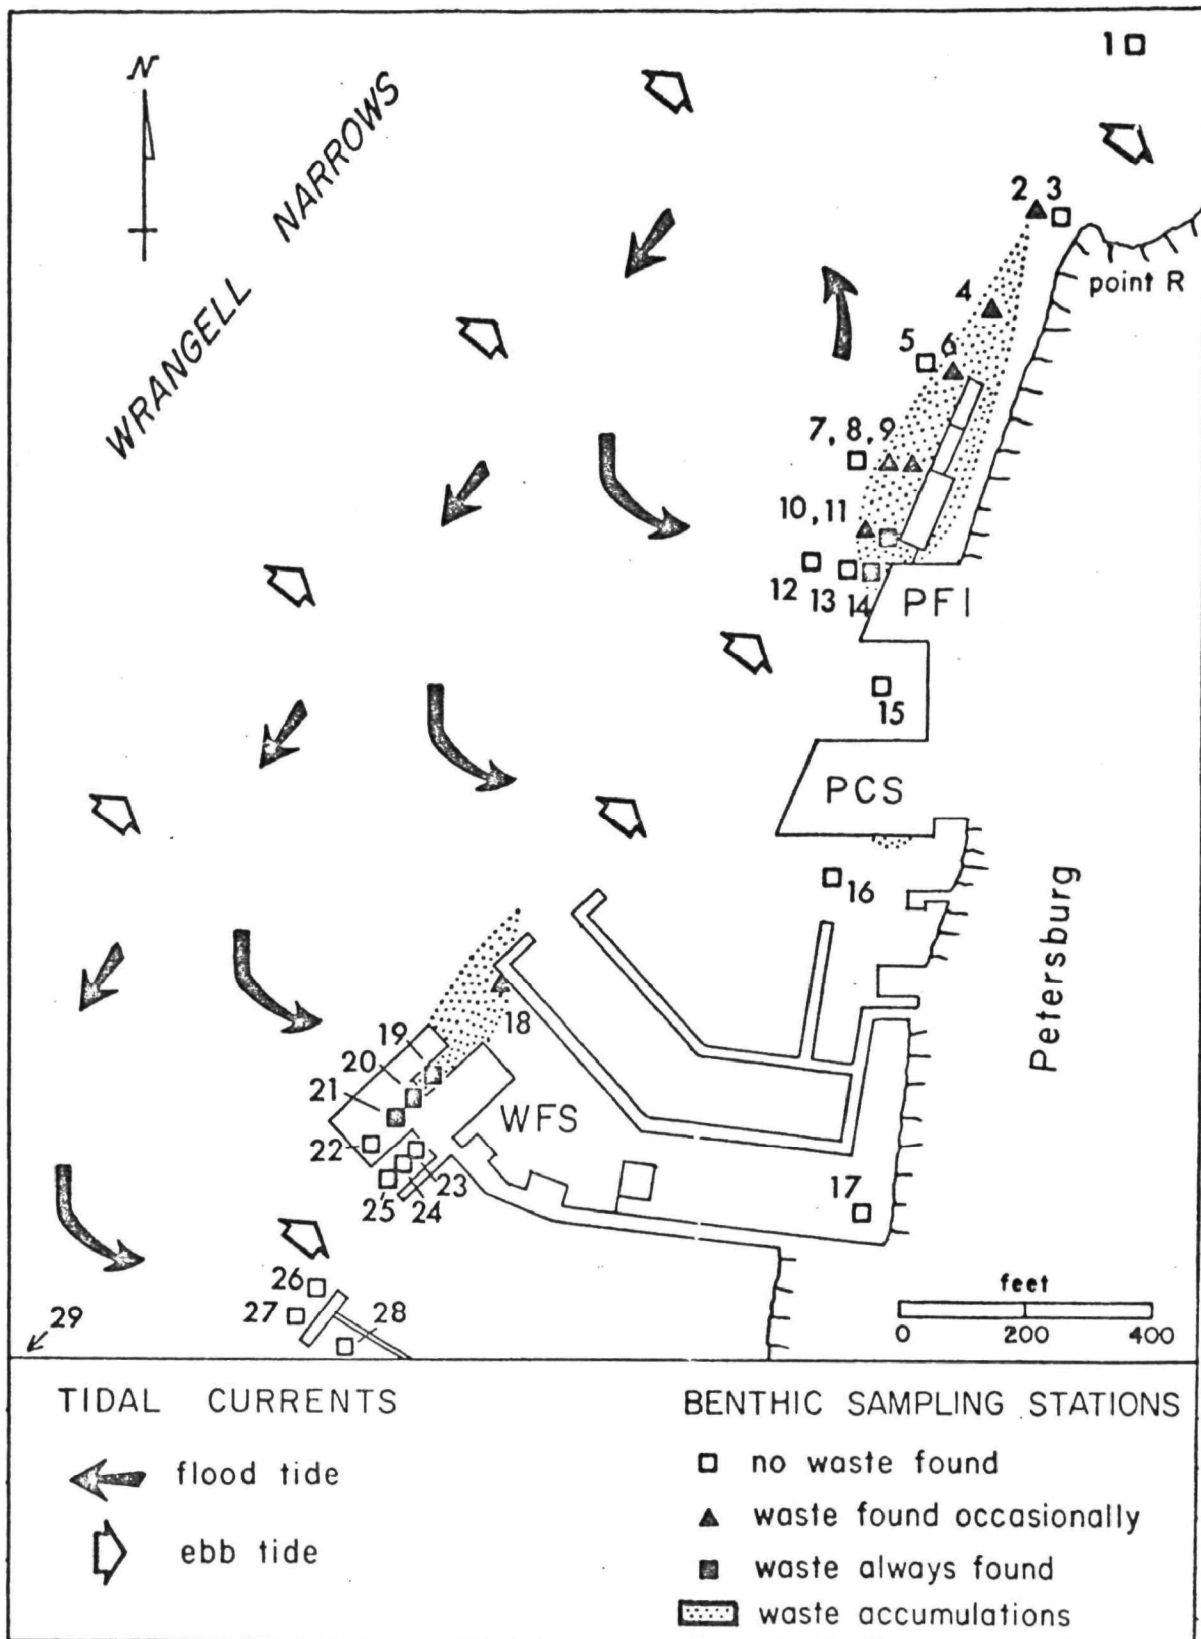 1
N
WRANGELL NARROWS
2 3
point R
4
5 6
7, 8, 9
10, 11
12 13 14 PFI
15
PCS
16
Petersburg
18
19
20
21
WFS
22
23
24
25
17
26
27
28
29
feet
0 200 400
TIDAL CURRENTS
flood tide
ebb tide
BENTHIC SAMPLING STATIONS
no waste found
waste found occasionally
waste always found
waste accumulations